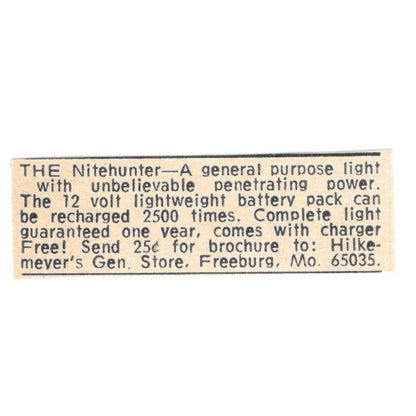 THE Nitehunter—A general purpose light
with unbelievable penetrating power.
The 12 volt lightweight battery pack can
be recharged 2500 times. Complete light
guaranteed one year, comes with charger
Free! Send 25¢ for brochure to: Hilke-
meyer's Gen. Store, Freeburg, Mo. 65035.